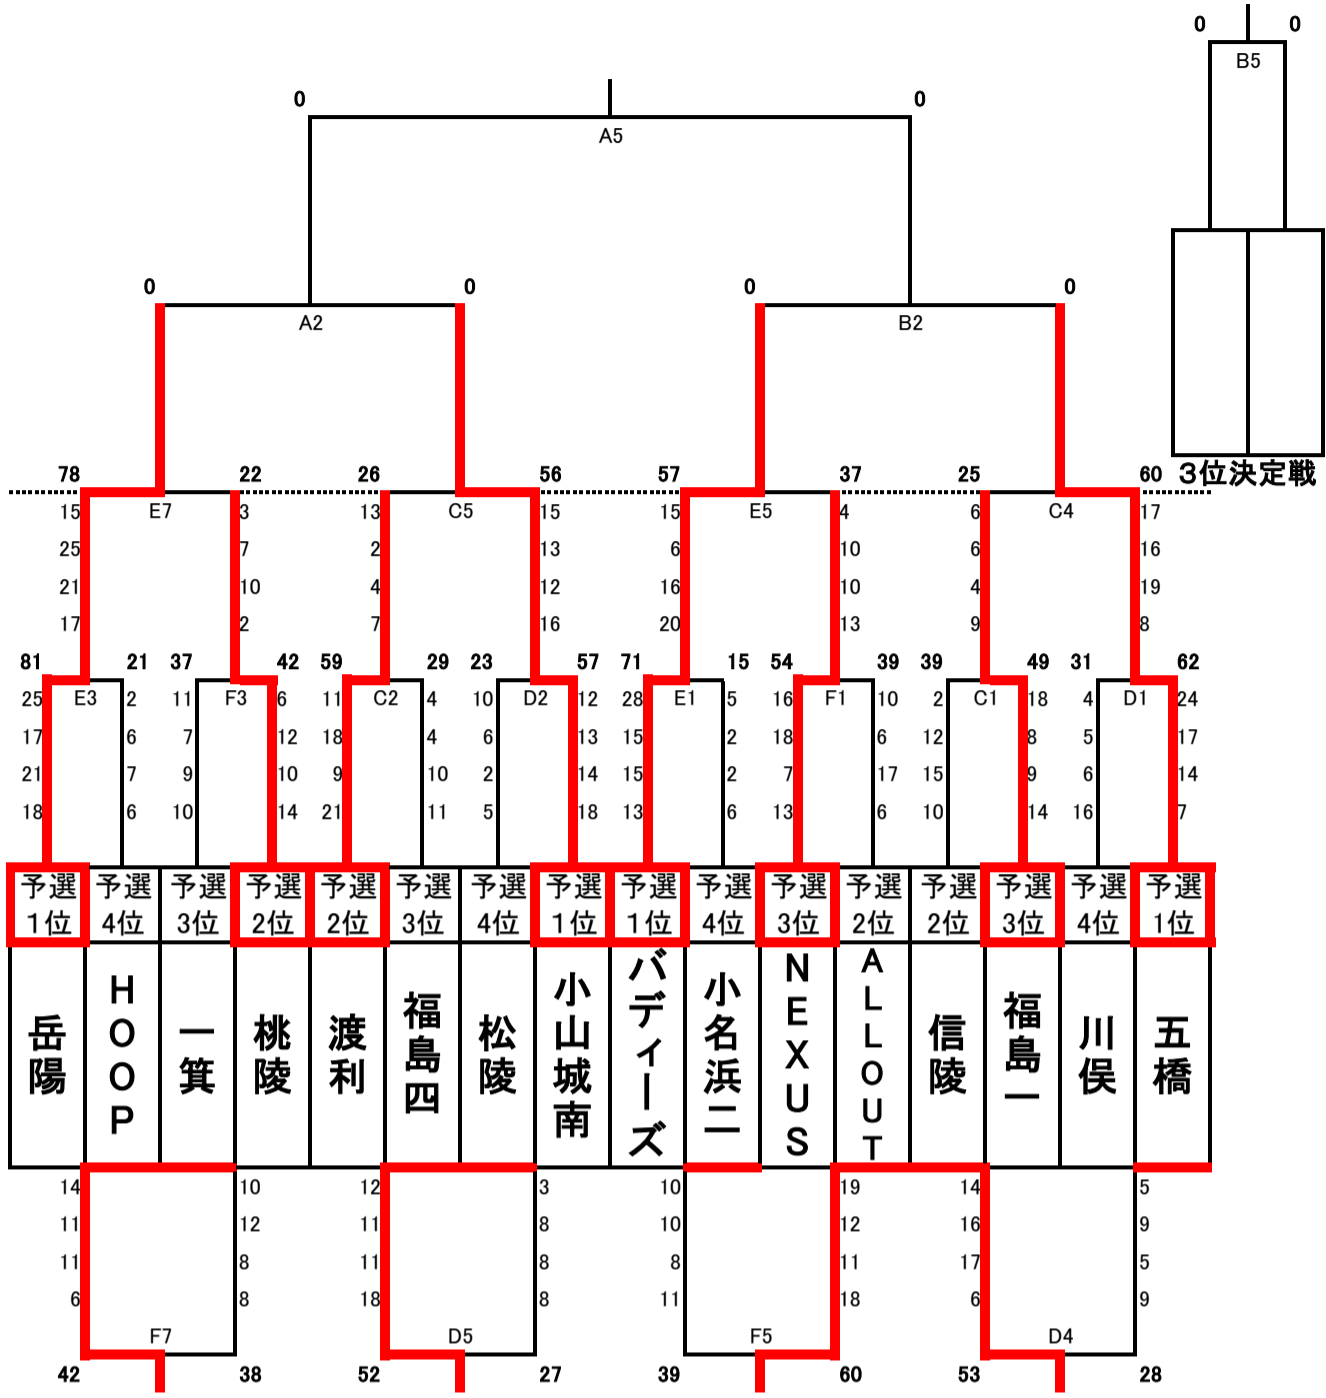 0 0
B5
0 0
A5
0 0 0 0
A2 B2
3位決定戦
78 22 26 56 57 37 25 60
15 E7 3 13 C5 15 15 E5 4 6 C4 17
25 7 2 13 6 10 6 16
21 10 4 12 16 10 4 19
17 2 7 16 20 13 9 8
81 21 37 42 59 29 23 57 71 15 54 39 39 49 31 62
25 E3 2 11 F3 6 11 C2 4 10 D2 12 28 E1 5 16 F1 10 2 C1 18 4 D1 24
17 6 7 12 18 4 6 13 15 2 18 6 12 8 5 17
21 7 9 10 9 10 2 14 15 2 7 17 15 9 6 14
18 6 10 14 21 11 5 18 13 6 13 6 10 14 16 7
予選 予選 予選 予選 予選 予選 予選 予選 予選 予選 予選 予選 予選 予選 予選 予選
1位 4位 3位 2位 2位 3位 4位 1位 1位 4位 3位 2位 2位 3位 4位 1位
岳陽
HOOP
一箕
桃陵
渡利
福島四
松陵
小山城南
バディーズ
小名浜二
NEXUS
ALLOUT
信陵
福島一
川俣
五橋
14 10 12 3 10 19 14 5
11 12 11 8 10 12 16 9
11 8 11 8 8 11 17 5
6 8 18 8 11 18 6 9
F7 D5 F5 D4
42 38 52 27 39 60 53 28